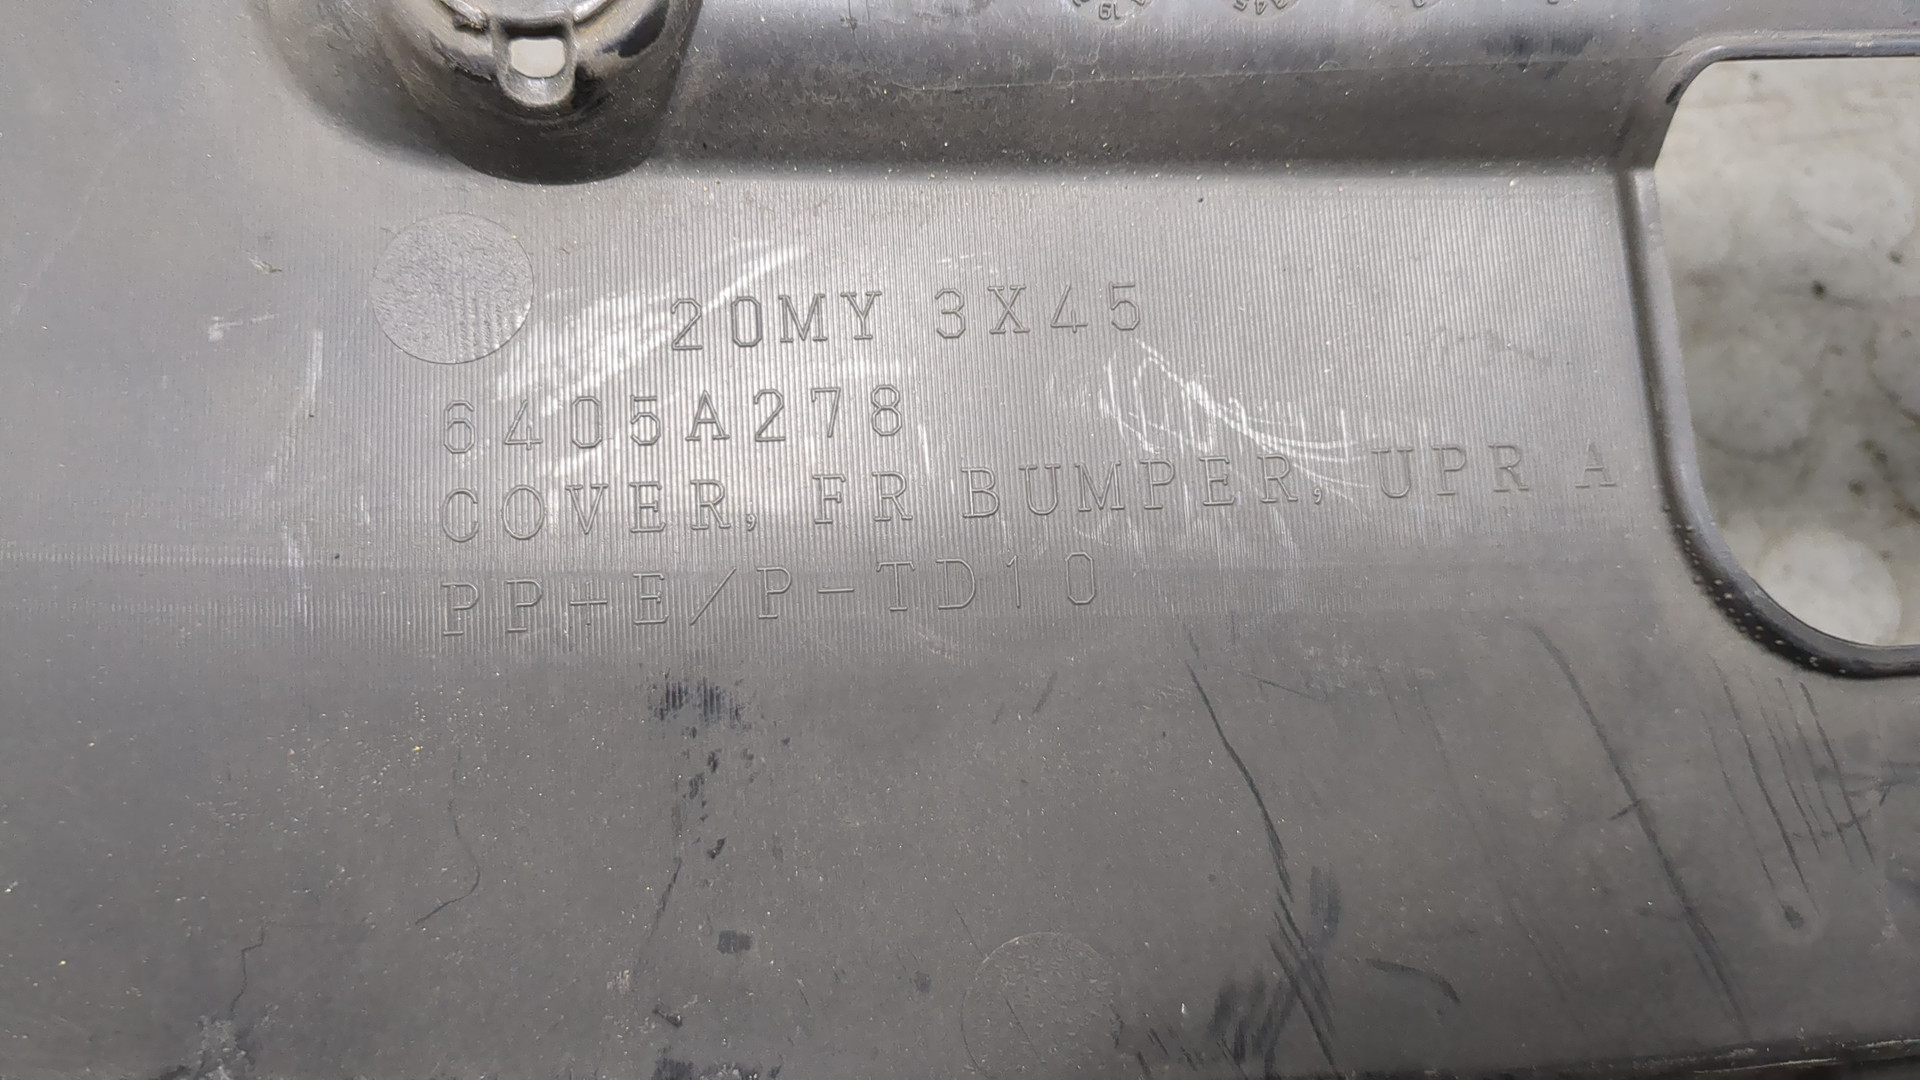 20MY 3X45
6405A278
COVER, FR BUMPER, UPR A
PP+E/P-TD10